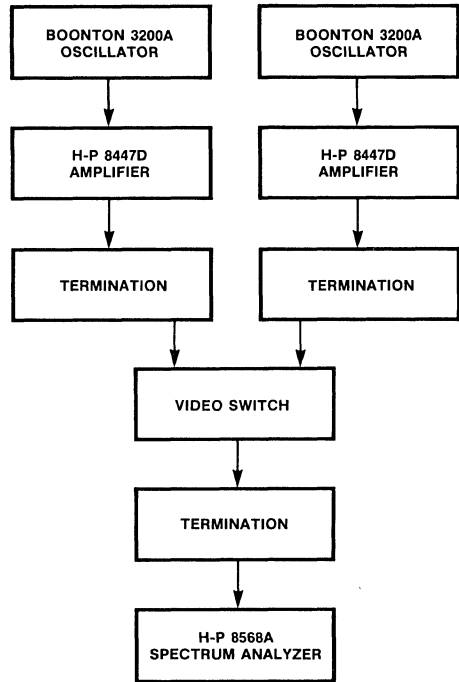 BOONTON 3200A
OSCILLATOR
BOONTON 3200A
OSCILLATOR
H-P 8447D
AMPLIFIER
H-P 8447D
AMPLIFIER
TERMINATION
TERMINATION
VIDEO SWITCH
TERMINATION
H-P 8568A
SPECTRUM ANALYZER